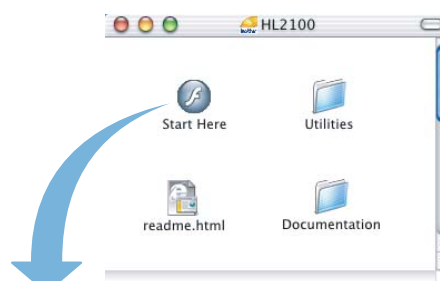 HL2100
Start Here
Utilities
readme.html
Documentation